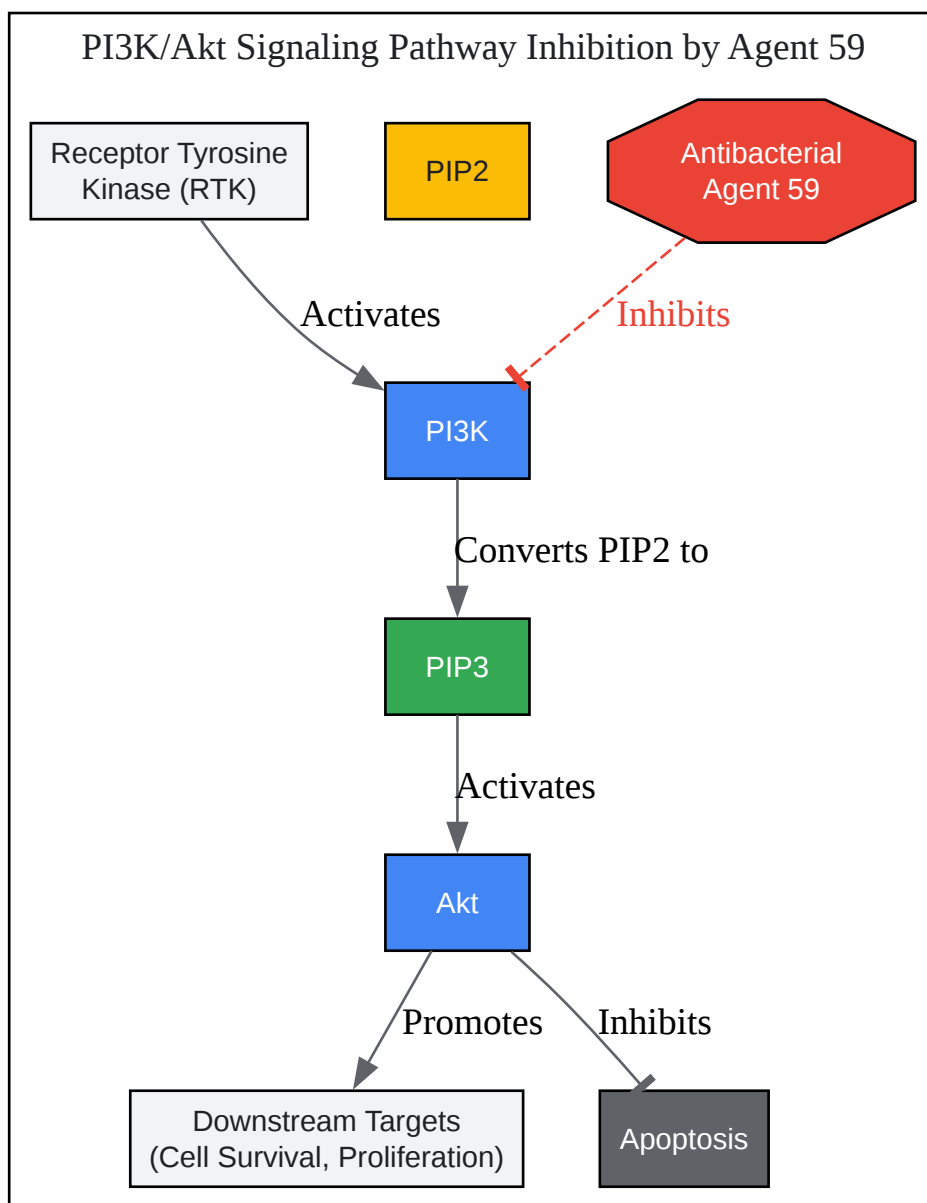 PI3K/Akt Signaling Pathway Inhibition by Agent 59
Receptor Tyrosine
Kinase (RTK)
PIP2
Antibacterial
Agent 59
Activates
Inhibits
PI3K
Converts PIP2 to
PIP3
Activates
Akt
Promotes
Inhibits
Downstream Targets
(Cell Survival, Proliferation)
Apoptosis